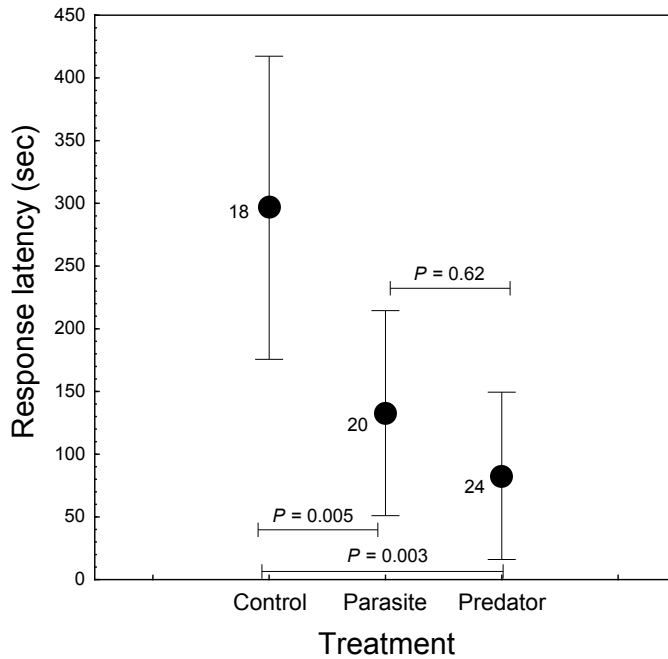 450
400
350
300
250
200
150
100
50
0
Response latency (sec)
18
20
24
P = 0.62
P = 0.005
P = 0.003
Control Parasite Predator
Treatment